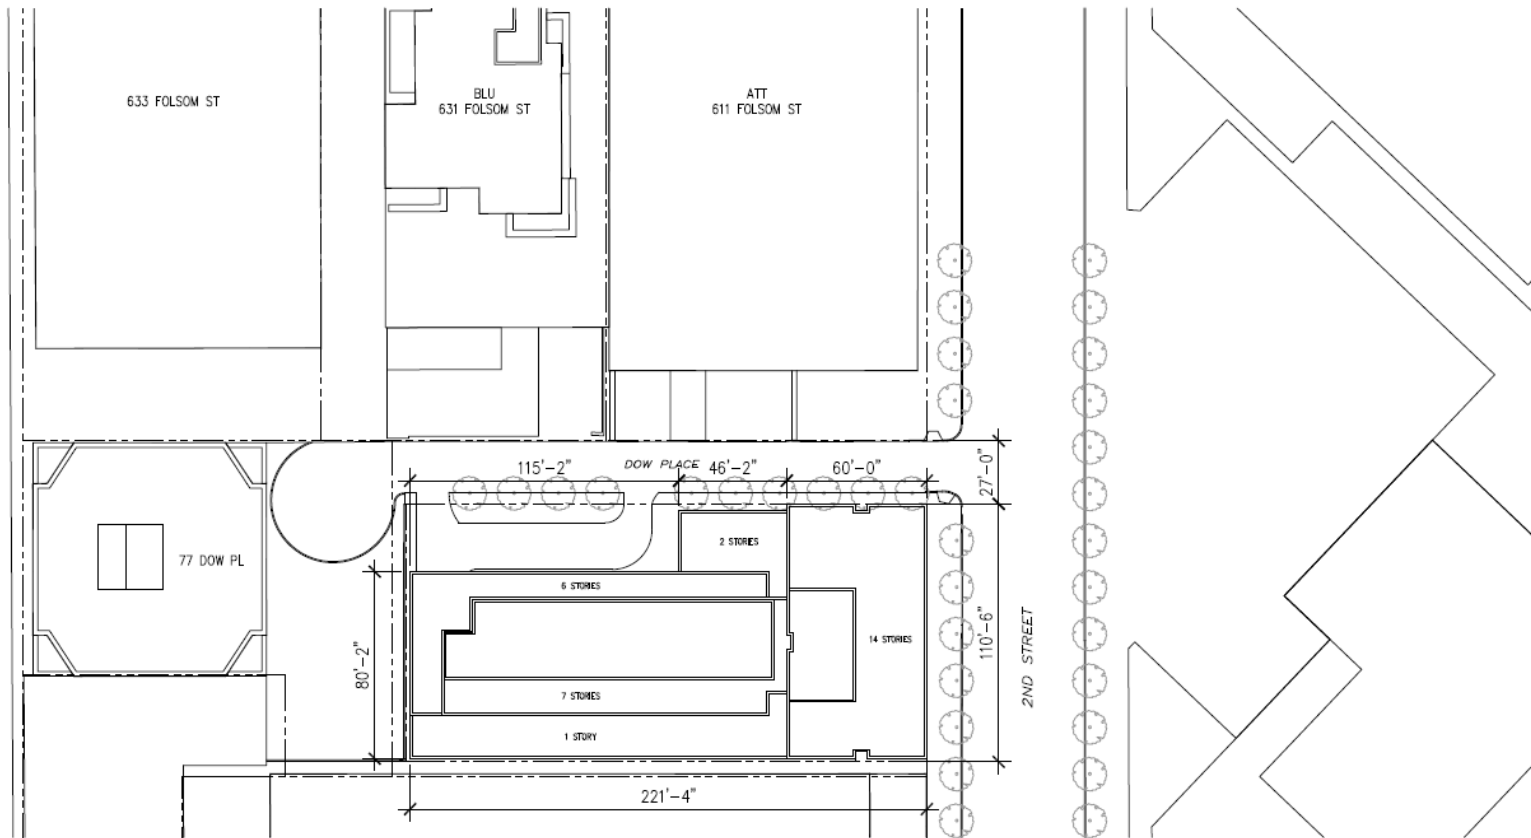 633 FOLSOM ST
BLU
631 FOLSOM ST
ATT
611 FOLSOM ST
115'-2"
DOW PLACE
46'-2"
60'-0"
27'-0"
77 DOW PL
2 STORIES
6 STORIES
14 STORIES
80'-2"
110'-6"
2ND STREET
7 STORIES
1 STORY
221'-4"